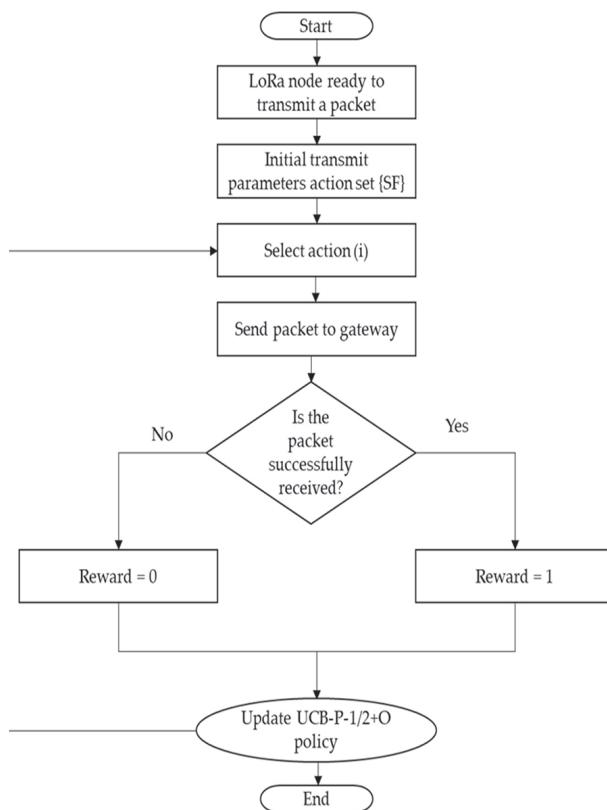 Start
LoRa node ready to
transmit a packet
Initial transmit
parameters action set {SF}
Select action (i)
Send packet to gateway
Is the
packet
successfully
received?
No
Yes
Reward = 0
Reward = 1
Update UCB-P-1/2+O
policy
End